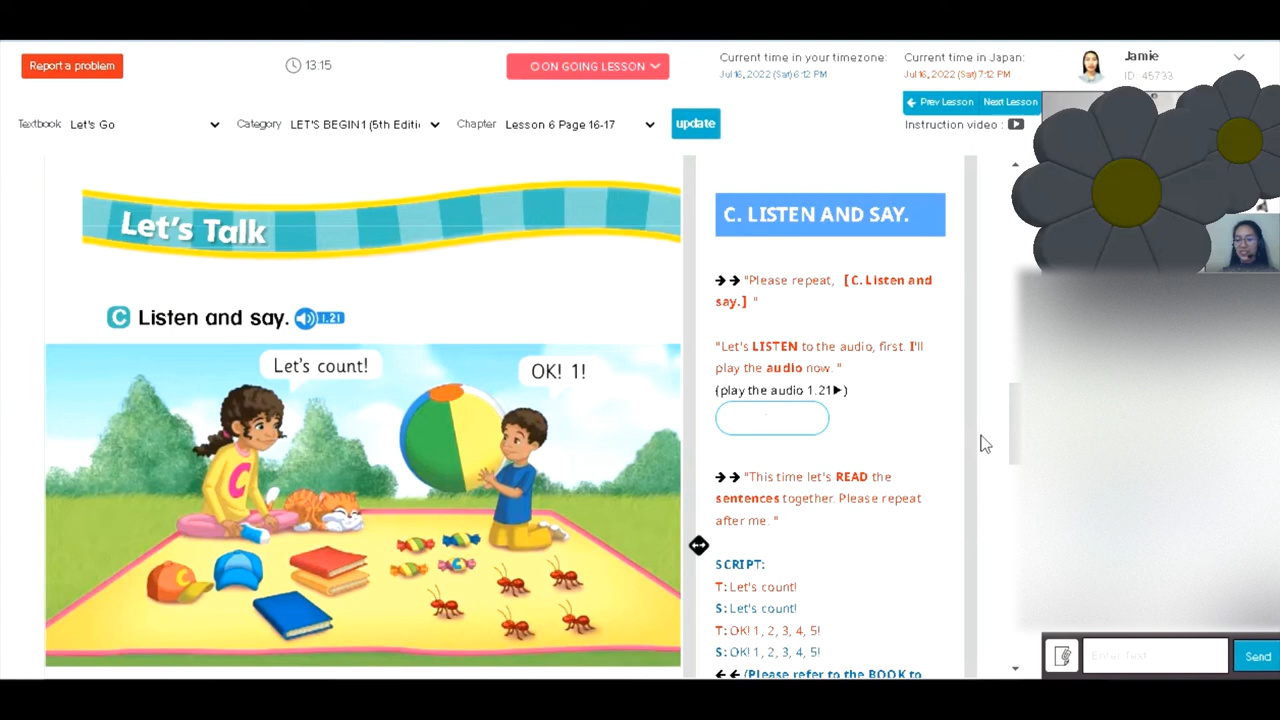 Report a problem
13:15
ON GOING LESSON
Current time in your timezone:
Jul 16, 2022 (Sat) 6:12 PM
Current time in Japan:
Jul 16, 2022 (Sat) 7:12 PM
Jamie
ID: 45733
Prev Lesson Next Lesson
Textbook Let's Go
Category LET'S BEGIN 1 (5th Editi
Chapter Lesson 6 Page 16-17
update
Instruction video :
Let's Talk
C Listen and say. 1.21
Let's count!
OK! 1!
C
C. LISTEN AND SAY.
"Please repeat, [C. Listen and
say.] "
"Let's LISTEN to the audio, first. I'll
play the audio now. "
(play the audio 1.21▶)
"This time let's READ the
sentences together. Please repeat
after me. "
SCRIPT:
T: Let's count!
S: Let's count!
T: OK! 1, 2, 3, 4, 5!
S: OK! 1, 2, 3, 4, 5!
(Please refer to the BOOK to
Enter Text
Send